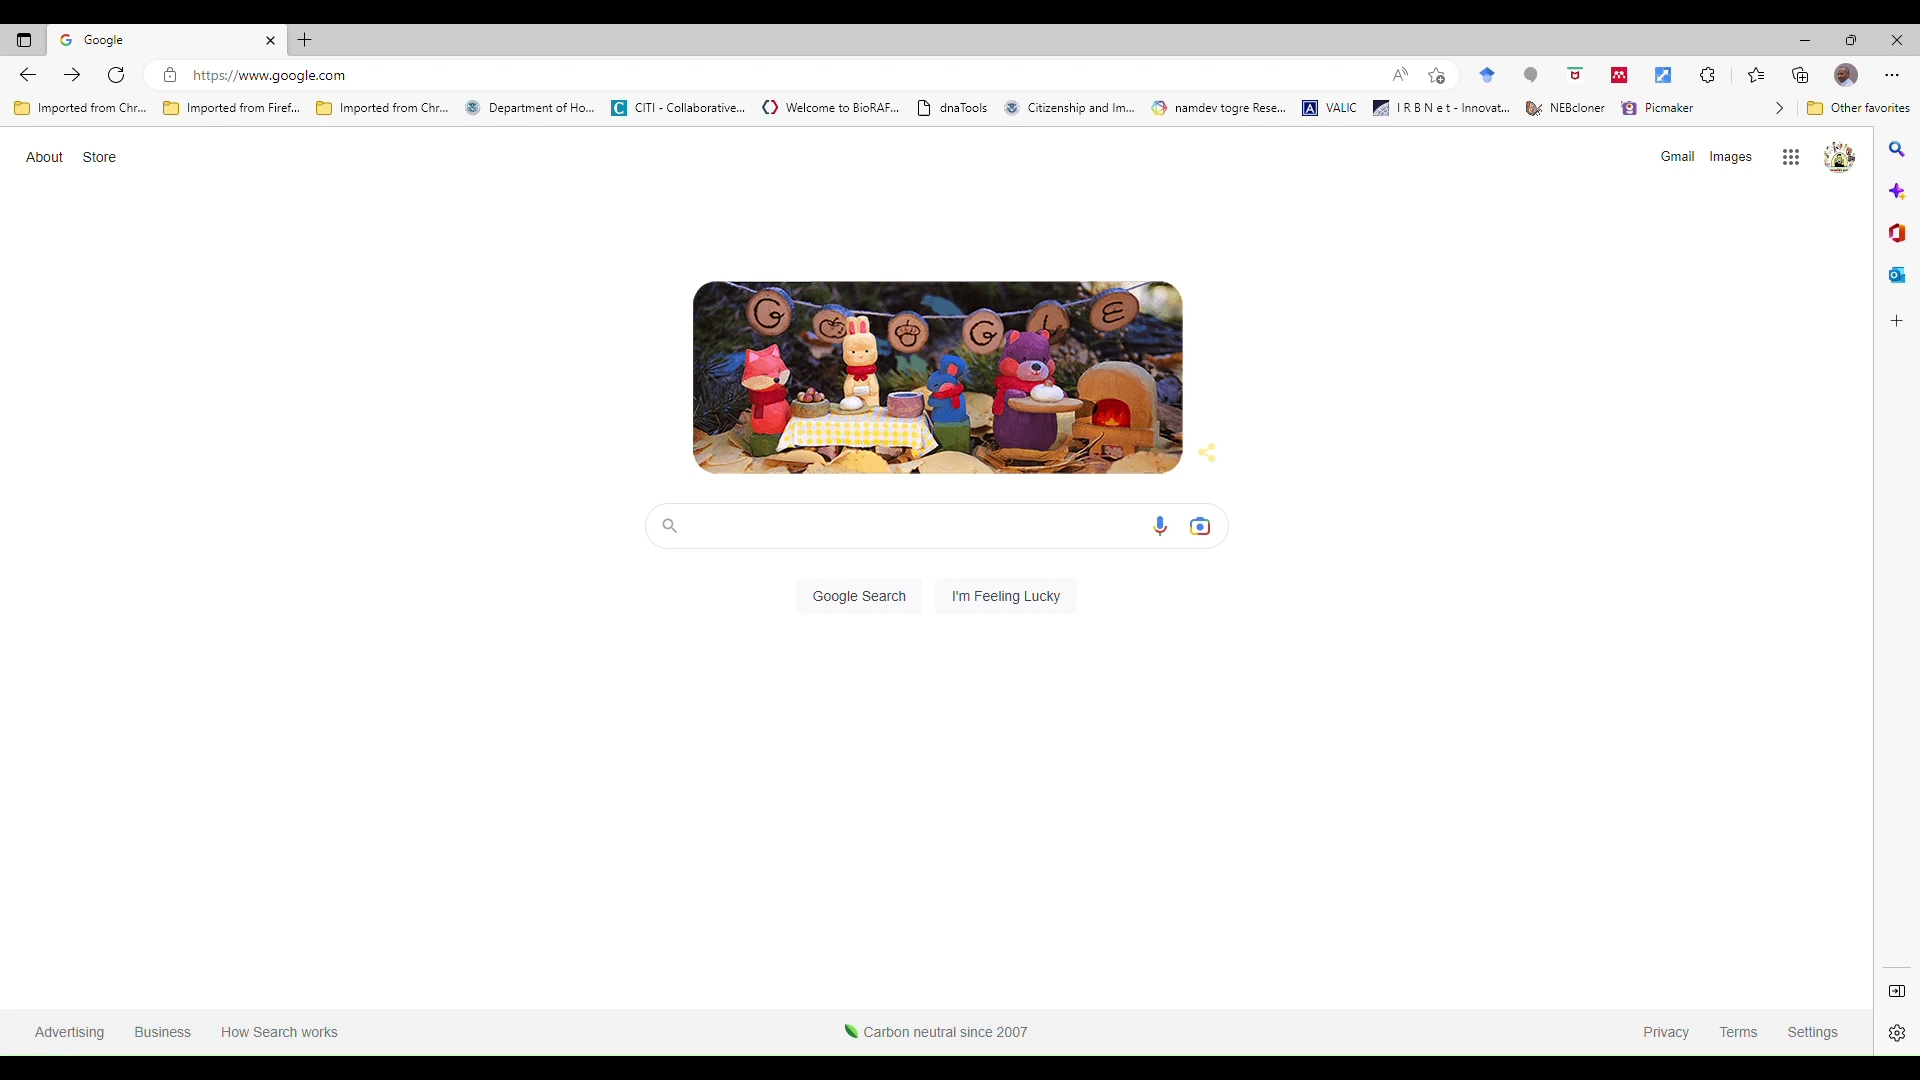 Google
https://www.google.com
Imported from Chr... Imported from Firef... Imported from Chr... Department of Ho... CITI - Collaborative... Welcome to BioRAF... dnaTools Citizenship and Im... namdev togre Rese... VALIC I R B N e t - Innovat... NEBcloner Picmaker Other favorites
About Store Gmail Images
G G L E
Google Search I'm Feeling Lucky
Advertising Business How Search works Carbon neutral since 2007 Privacy Terms Settings